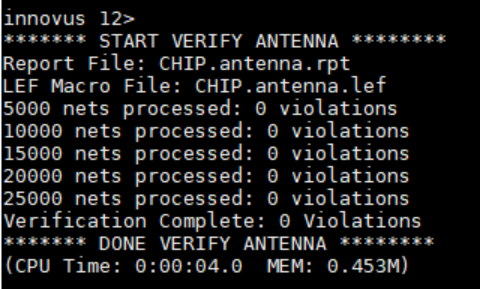 innovus 12>
******* START VERIFY ANTENNA ********
Report File: CHIP.antenna.rpt
LEF Macro File: CHIP.antenna.lef
5000 nets processed: 0 violations
10000 nets processed: 0 violations
15000 nets processed: 0 violations
20000 nets processed: 0 violations
25000 nets processed: 0 violations
Verification Complete: 0 Violations
******* DONE VERIFY ANTENNA ********
(CPU Time: 0:00:04.0  MEM: 0.453M)